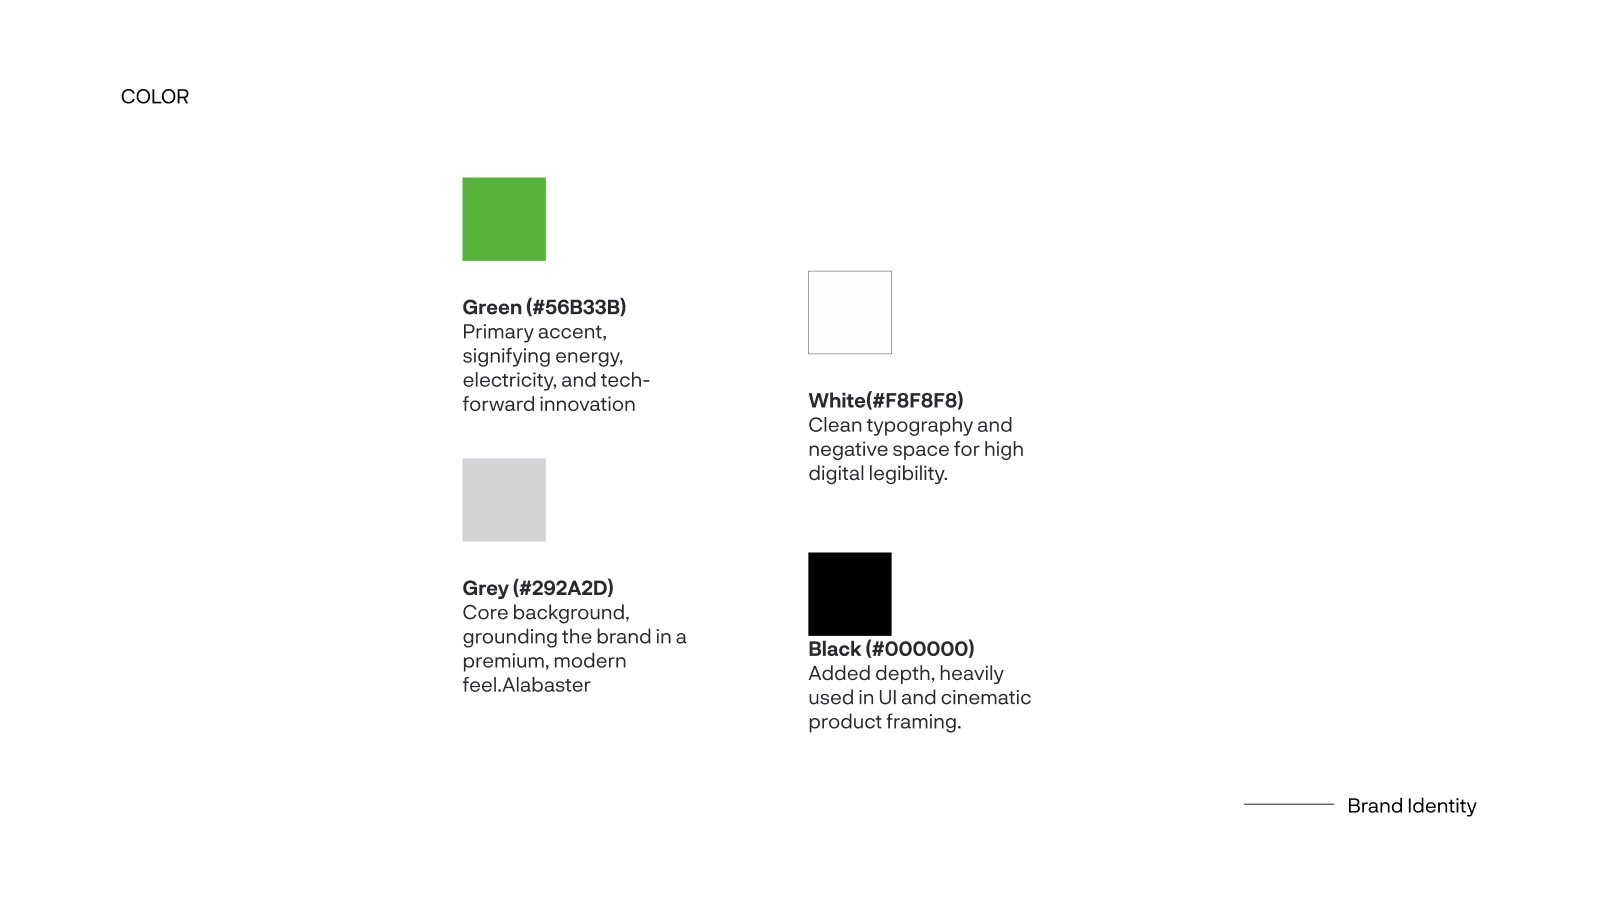 COLOR
Green (#56B33B)
Primary accent,
signifying energy,
electricity, and tech-
forward innovation
Grey (#292A2D)
Core background,
grounding the brand in a
premium, modern
feel.Alabaster
White(#F8F8F8)
Clean typography and
negative space for high
digital legibility.
Black (#000000)
Added depth, heavily
used in UI and cinematic
product framing.
Brand Identity